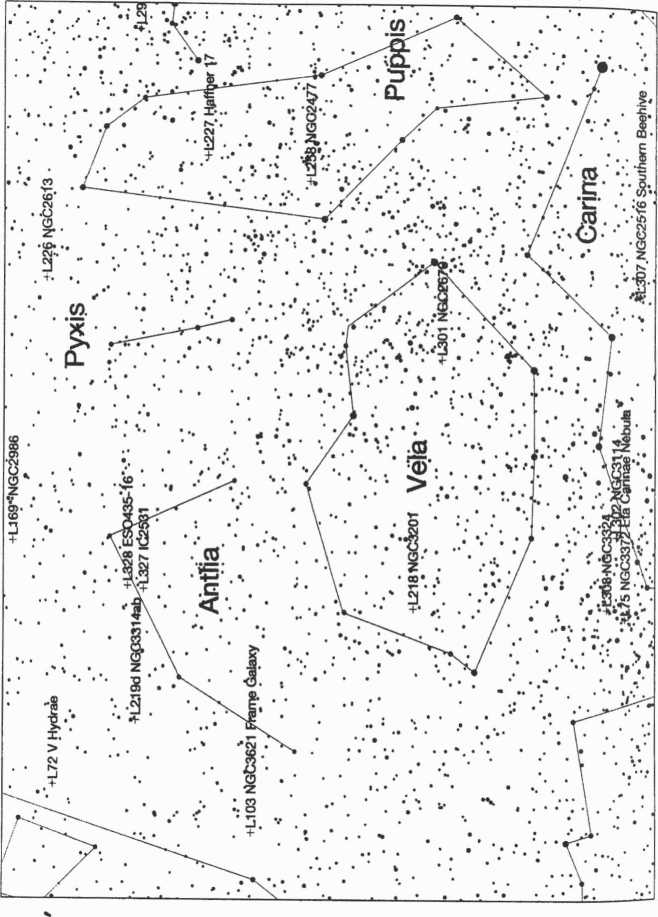 +L29
+L227 Haffner 17
+L258 NGC2477
Puppis
+L226 NGC2613
Carina
+L307 NGC2516 Southern Beehive
Pyxis
+L301 NGC2670
+L169 NGC2986
Vela
+L302 NGC3114
+L328 ESO435-16
+L327 IC2531
Antlia
+L218 NGC3201
+L308 NGC3324
+L75 NGC3372 Eta Carinae Nebula
+L219d NGC3314ab
+L72 V Hydrae
+L103 NGC3621 Frame Galaxy